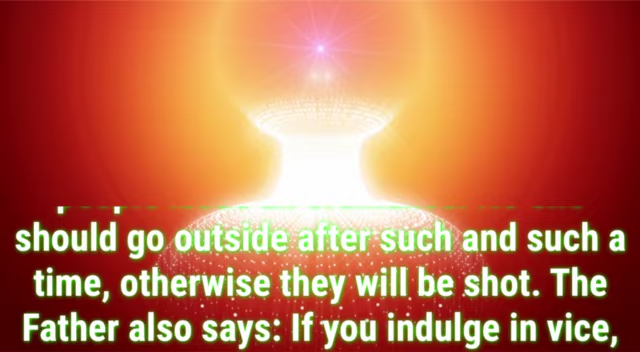 should go outside after such and such a
time, otherwise they will be shot. The
Father also says: If you indulge in vice,